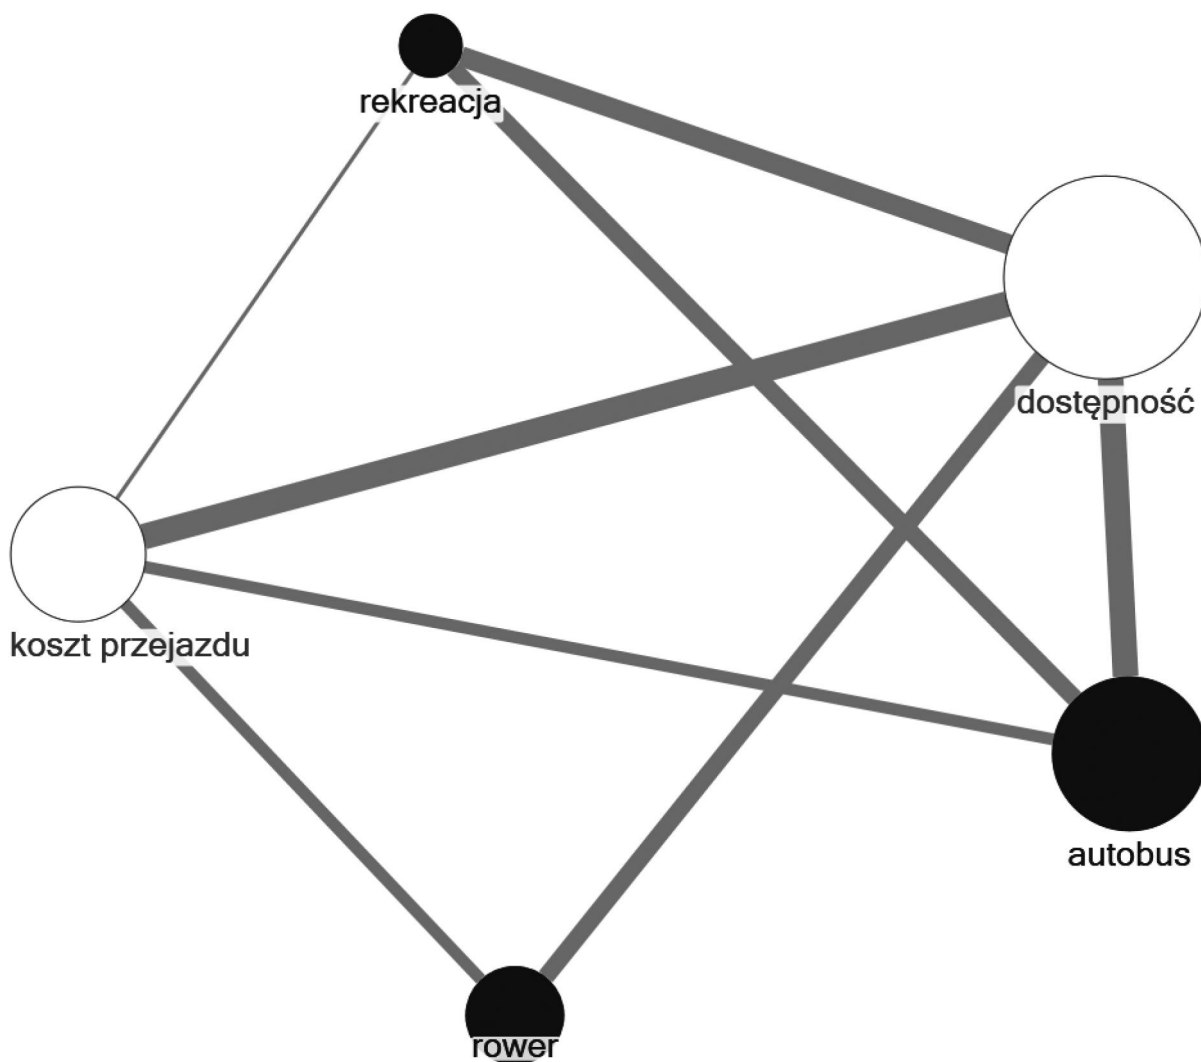 rekreacja
dostępność
koszt przejazdu
autobus
rower